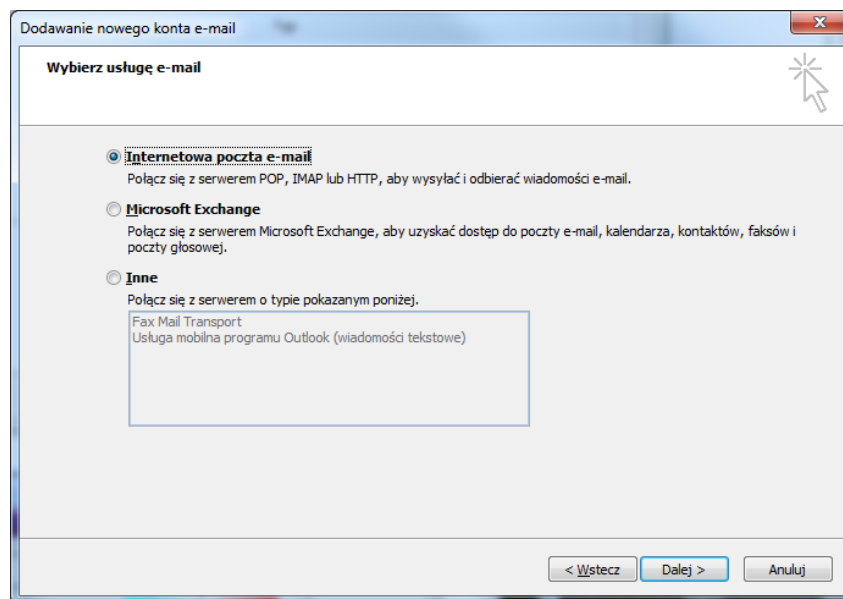 Dodawanie nowego konta e-mail
Wybierz usługę e-mail
Internetowa poczta e-mail
Połącz się z serwerem POP, IMAP lub HTTP, aby wysyłać i odbierać wiadomości e-mail.
Microsoft Exchange
Połącz się z serwerem Microsoft Exchange, aby uzyskać dostęp do poczty e-mail, kalendarza, kontaktów, faksów i
poczty głosowej.
Inne
Połącz się z serwerem o typie pokazanym poniżej.
Fax Mail Transport
Usługa mobilna programu Outlook (wiadomości tekstowe)
< Wstecz
Dalej >
Anuluj